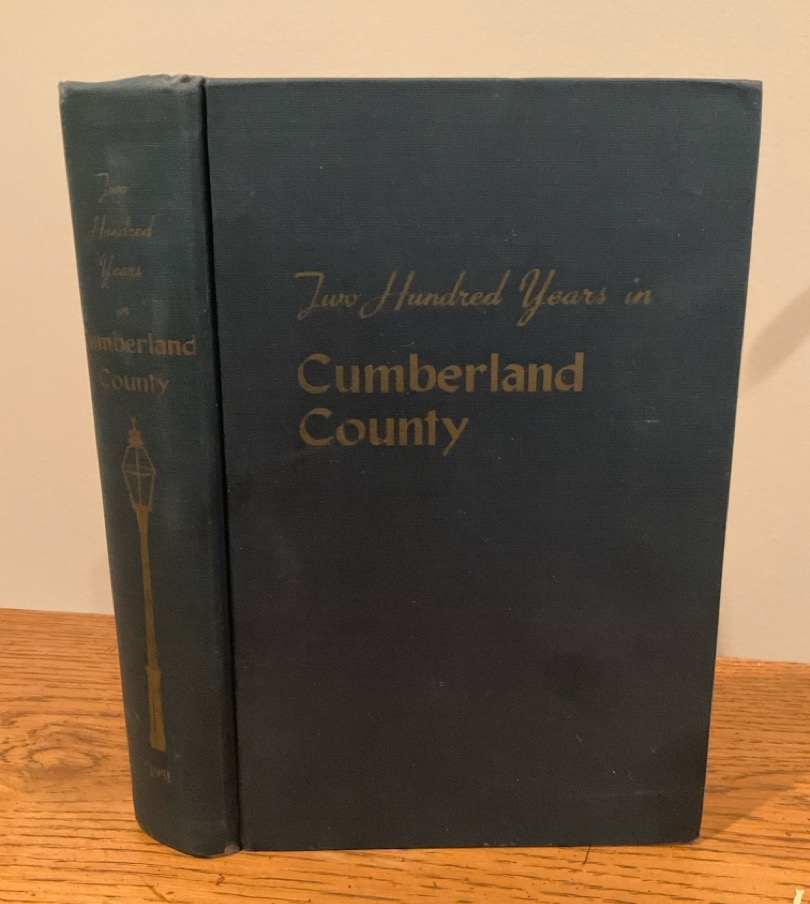 Two
Hundred
Years
in
Cumberland
County
1951
Two Hundred Years in
Cumberland
County